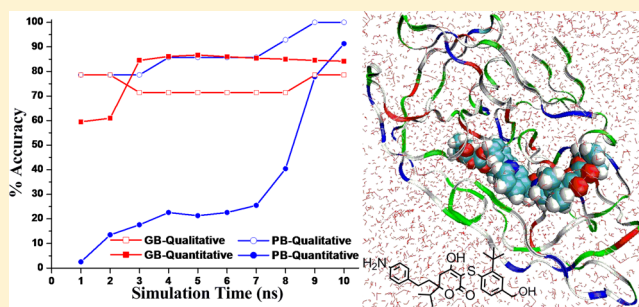 % Accuracy
100
90
80
70
60
50
40
30
20
10
0
GB-Qualitative
PB-Qualitative
GB-Quantitative
PB-Quantitative
1 2 3 4 5 6 7 8 9 10
Simulation Time (ns)
H₂N
OH
S
O
O
OH